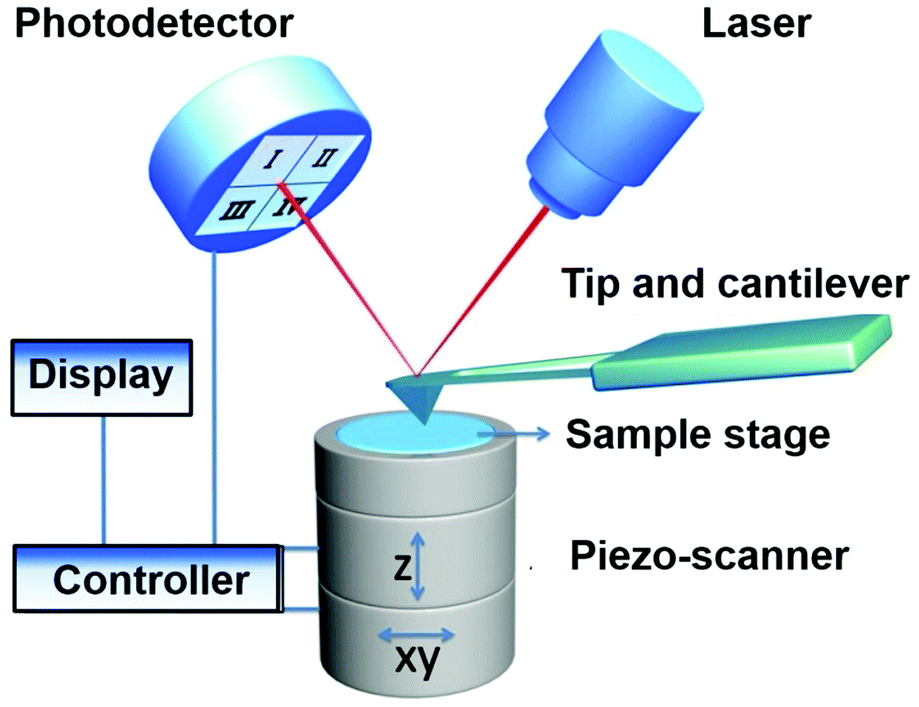 Photodetector
Laser
I
II
III
IV
Tip and cantilever
Display
Sample stage
Piezo-scanner
Controller
z
xy